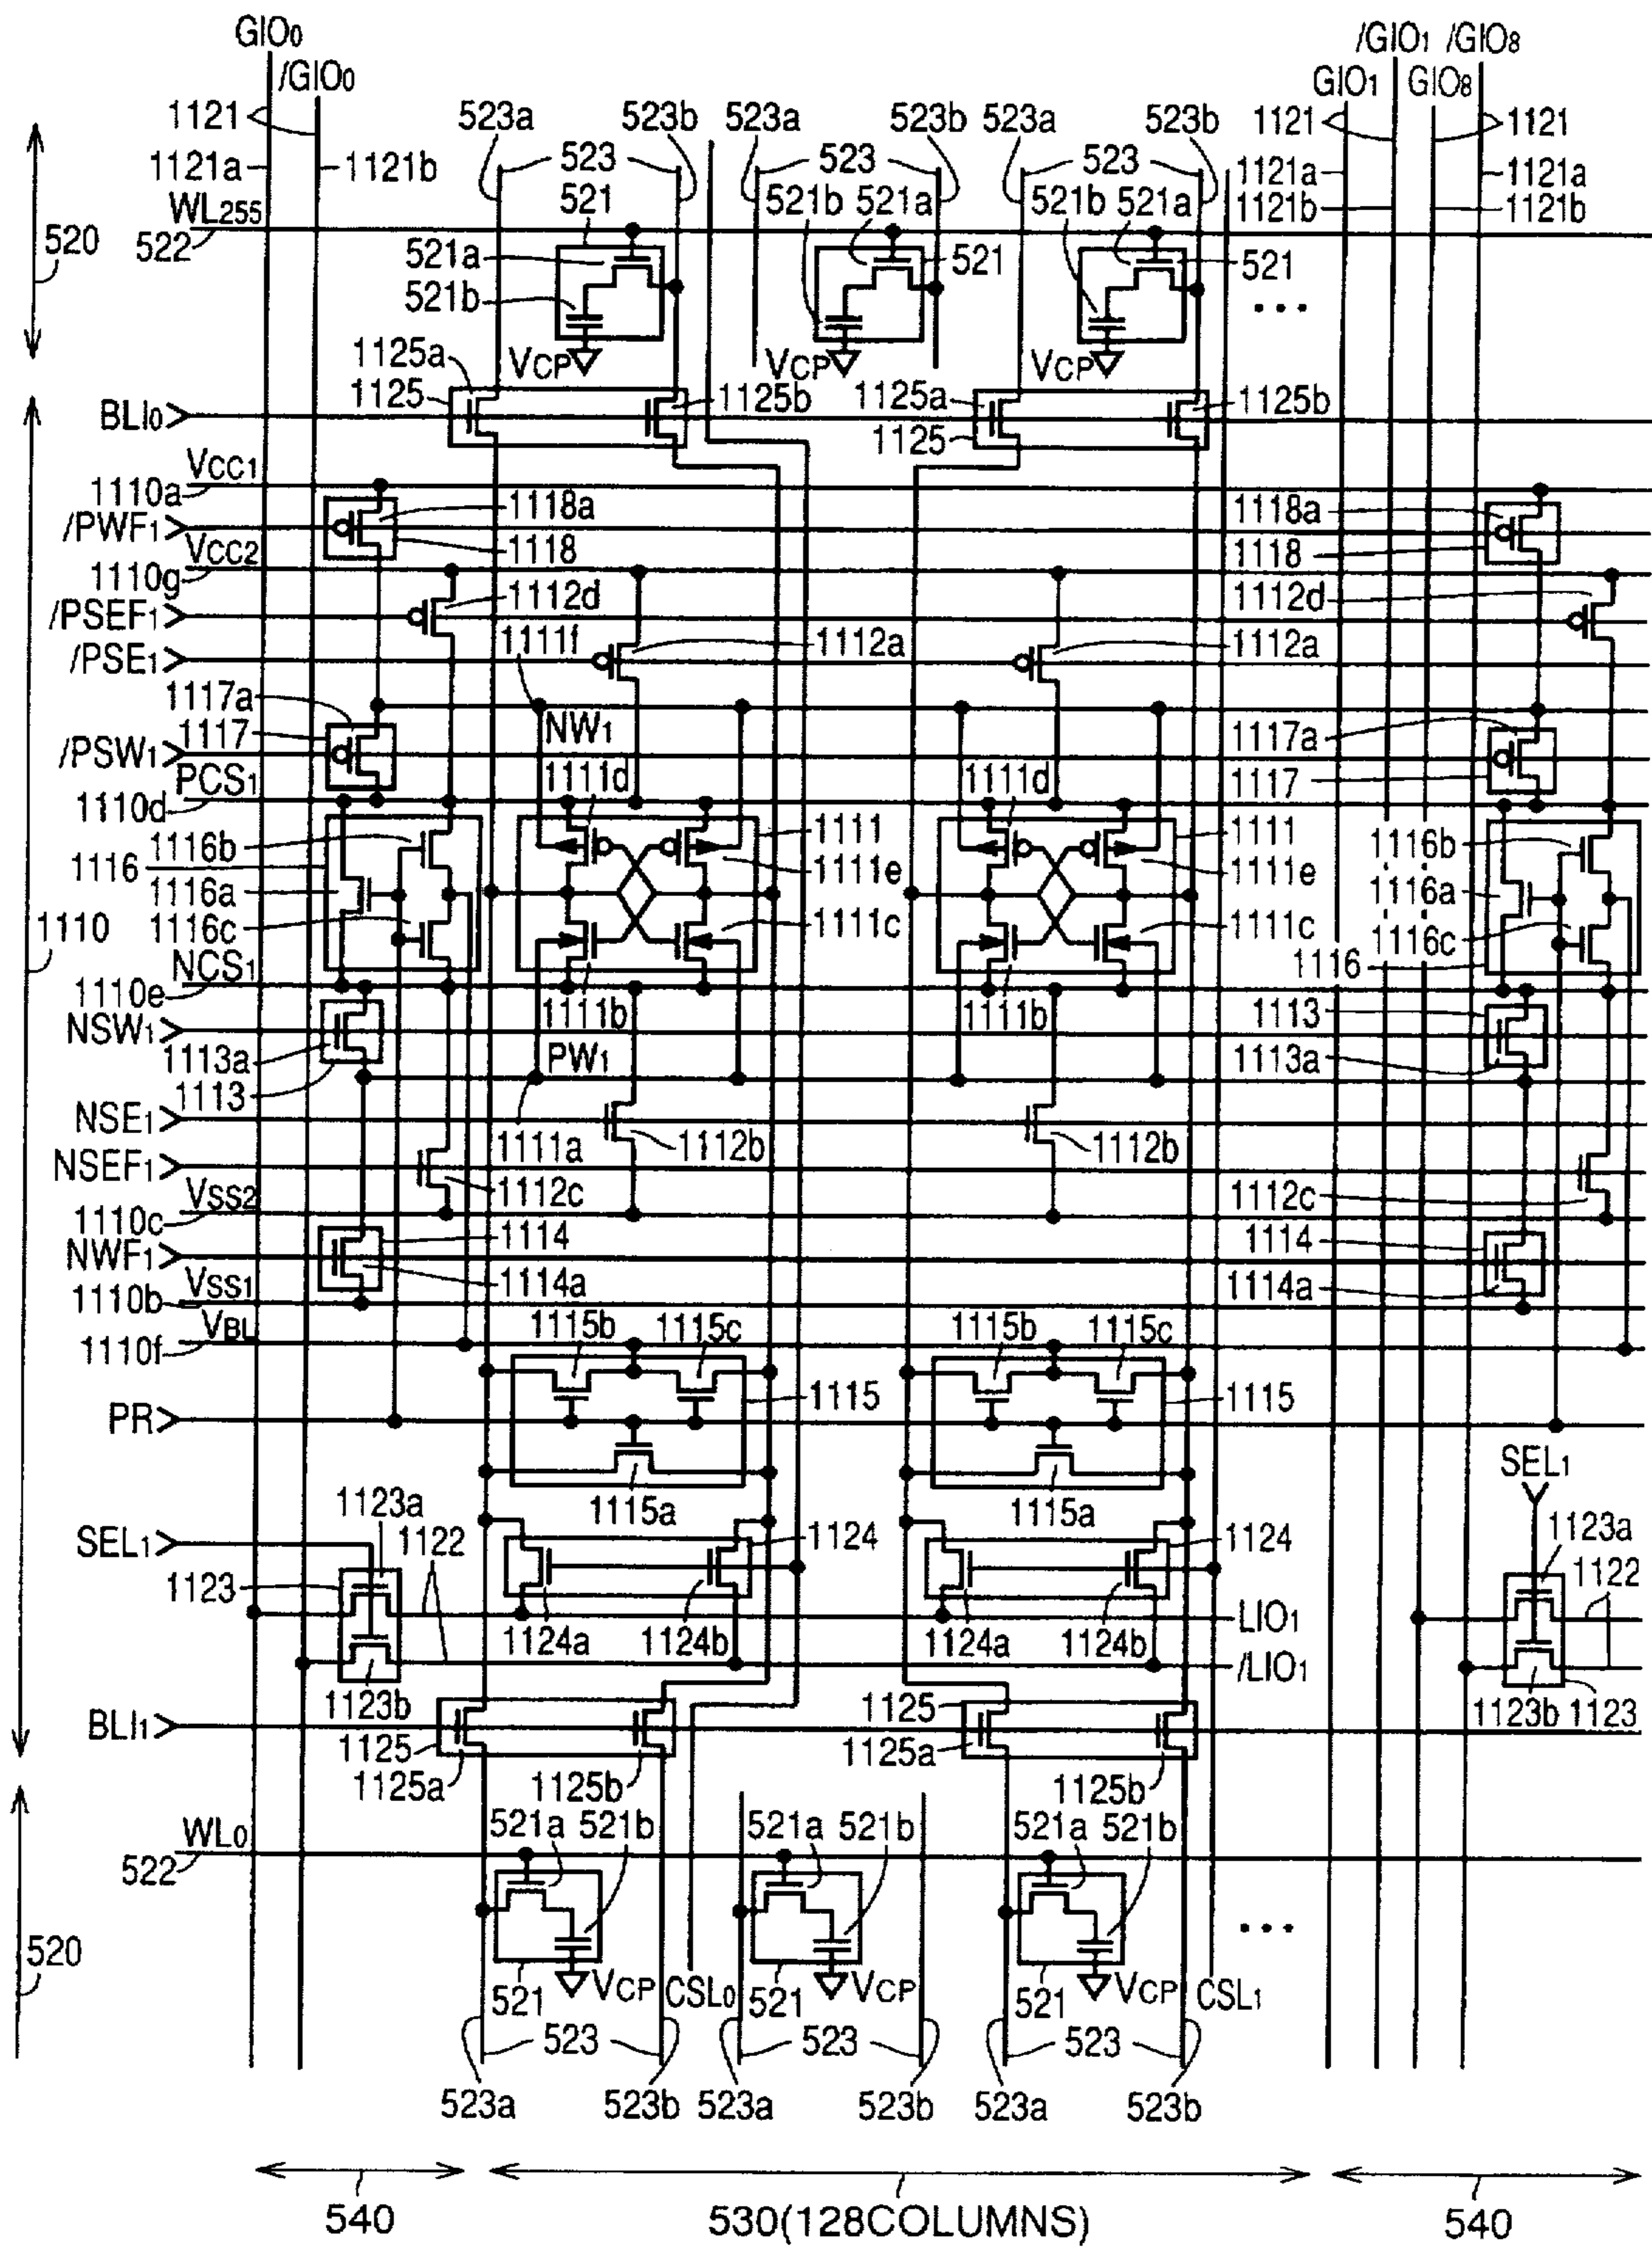 GIO0
/GIO1 /GIO8
/GIO0
GIO1 GIO8
1121
523a 523b 523a 523b 523a 523b
1121 1121
1121a 1121b
523 523 523
1121a 1121a
521 521b 521a 521b 521a
1121b 1121b
WL255
520 522
521a 521 521
521b
...
1125a VCP VCP VCP
1125 1125b 1125a 1125b
BLI0
1125
VCC1
1110a
1118a 1118a
/PWF1
1118 1118
VCC2
1110g
1112d 1112d
/PSEF1
1111f 1112a 1112a
/PSE1
1117a
NW1
1117 1117a
/PSW1
1111d 1111d 1117
PCS1
1110d
1116b 1111 1111 1116b
1116 1111e 1111e
1116a 1116a
1110
1116c 1111c 1111c 1116c
NCS1
1116
1110e
1111b 1111b
NSW1
1113
1113a PW1 1113a
1113
NSE1
1111a 1112b 1112b
NSEF1
1112c 1112c
VSS2
1110c
1114 1114
NWF1
1114a 1114a
VSS1
1110b
VBL
1115b 1115c 1115b 1115c
1110f
1115 1115
PR
SEL1
1115a 1115a
1123a 1123a
SEL1
1122 1124 1124 1122
1123
LIO1
1124a 1124b 1124a 1124b
/LIO1
1123b 1125 1123b 1123
BLI1
1125 1125a
1125a 1125b 1125b
WL0
521a 521b 521a 521b 521a 521b
522
520
...
521 VCP CSL0 521 VCP 521 VCP CSL1
523 523 523
523a 523b 523a 523b 523a 523b
540 530(128COLUMNS) 540